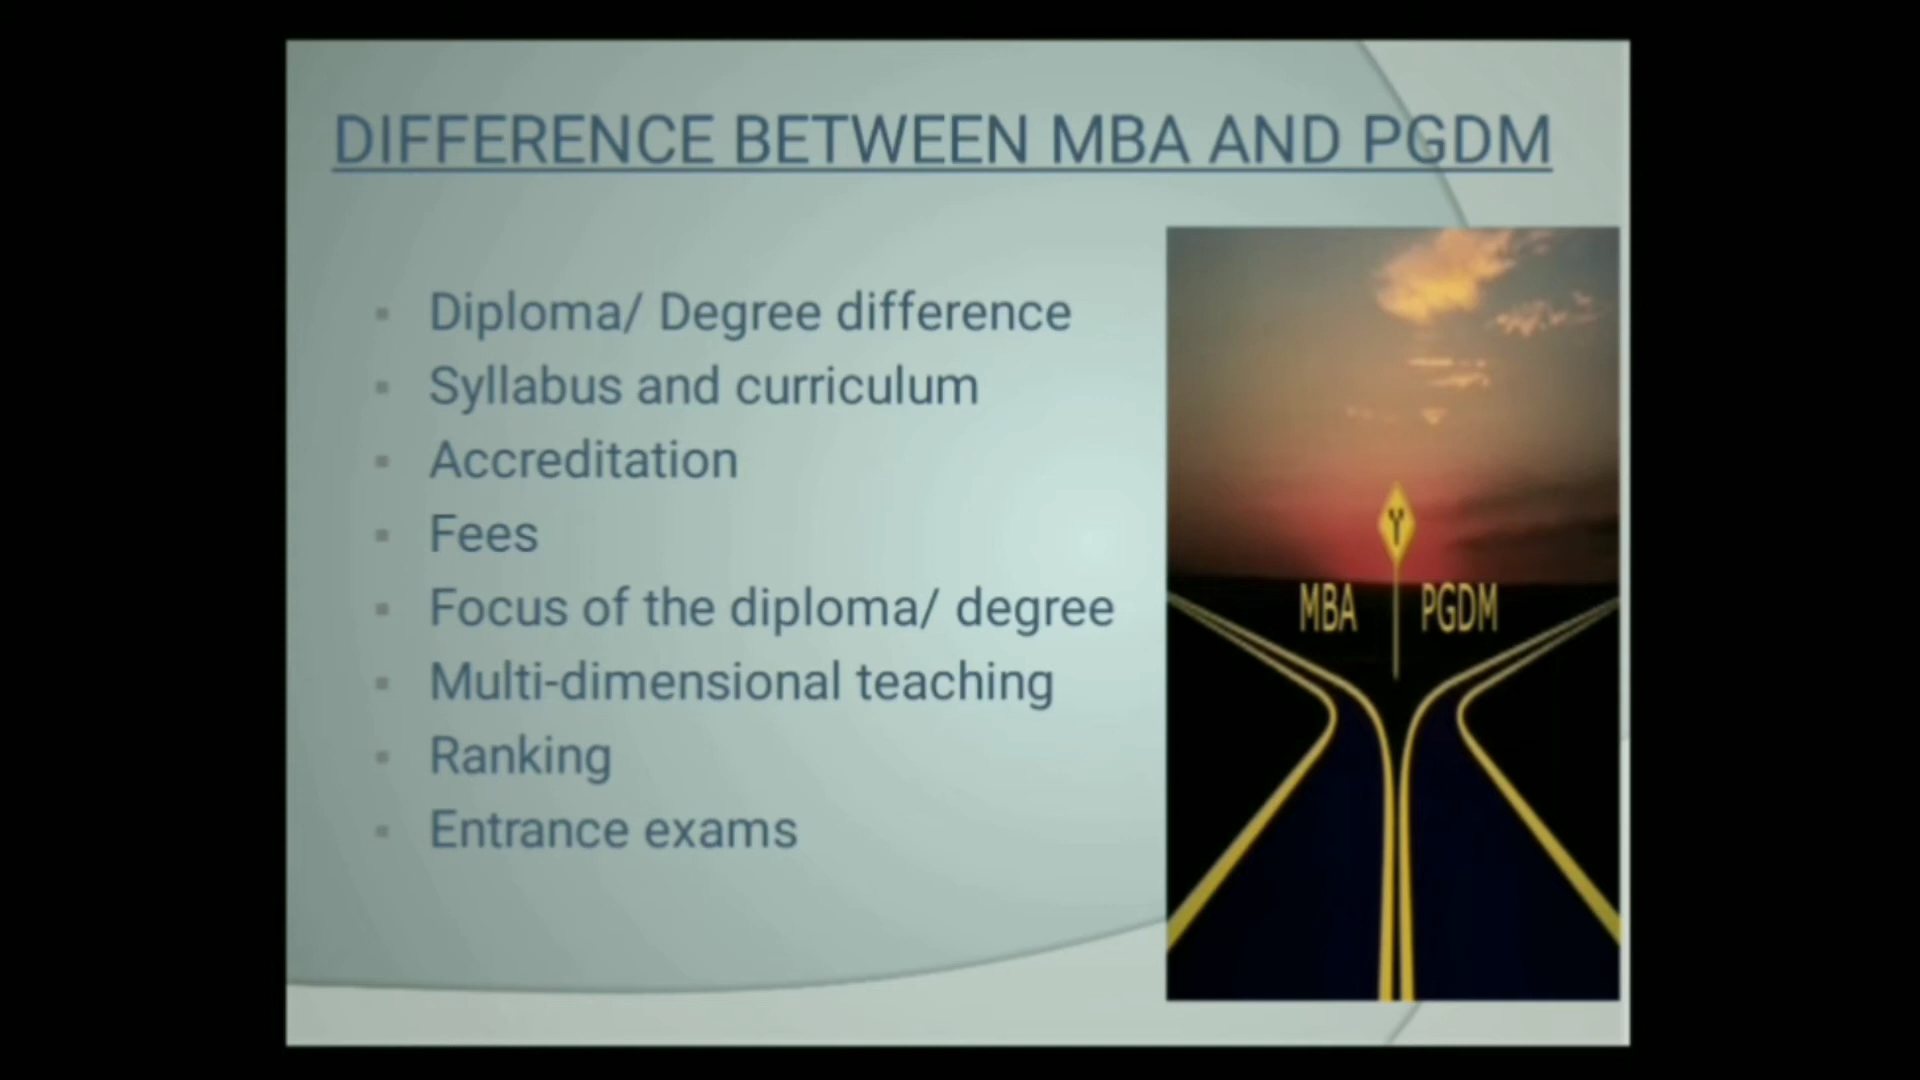 DIFFERENCE BETWEEN MBA AND PGDM
Diploma/ Degree difference
Syllabus and curriculum
Accreditation
Fees
Focus of the diploma/ degree
Multi-dimensional teaching
Ranking
Entrance exams
MBA PGDM